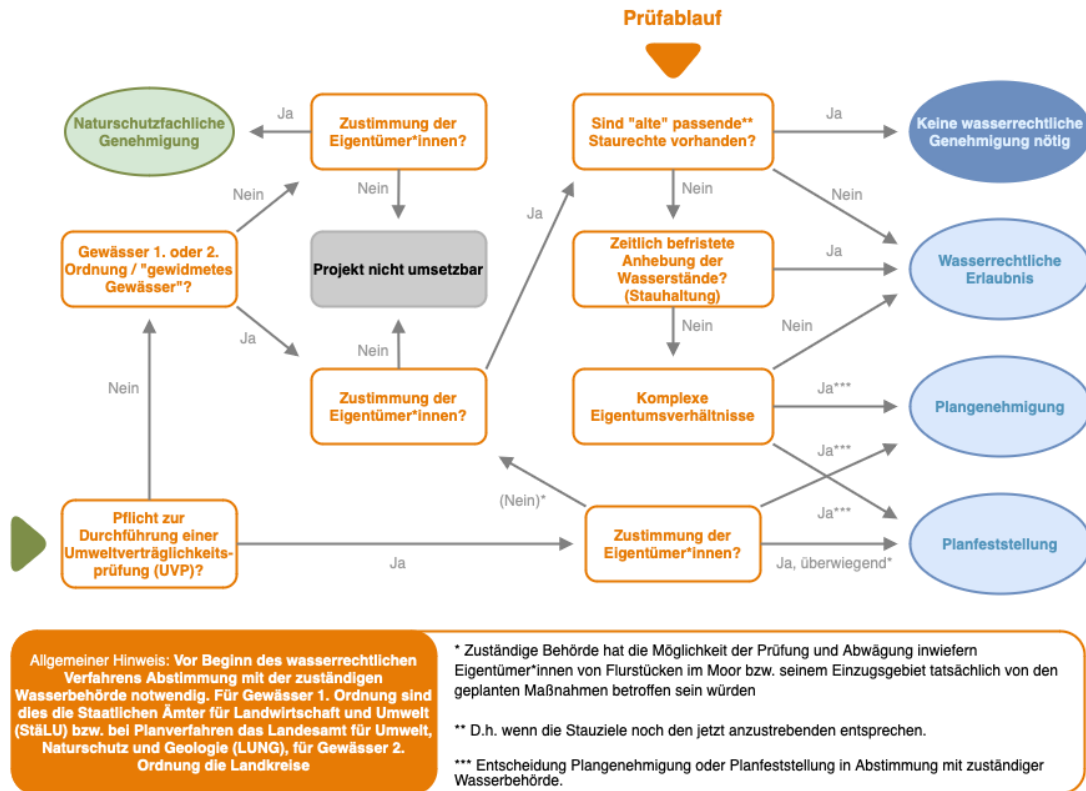 Prüfablauf
Naturschutzfachliche
Genehmigung
Ja
Zustimmung der
Eigentümer*innen?
Sind "alte" passende**
Staurechte vorhanden?
Ja
Keine wasserrechtliche
Genehmigung nötig
Nein
Nein
Ja
Nein
Nein
Gewässer 1. oder 2.
Ordnung / "gewidmetes
Gewässer"?
Projekt nicht umsetzbar
Zeitlich befristete
Anhebung der
Wasserstände?
(Stauhaltung)
Ja
Wasserrechtliche
Erlaubnis
Ja
Nein
Nein
Nein
Nein
Zustimmung der
Eigentümer*innen?
Komplexe
Eigentumsverhältnisse
Ja***
Plangenehmigung
Ja***
(Nein)*
Pflicht zur
Durchführung einer
Umweltverträglichkeits-
prüfung (UVP)?
Ja
Zustimmung der
Eigentümer*innen?
Ja***
Ja, überwiegend*
Planfeststellung
Allgemeiner Hinweis: Vor Beginn des wasserrechtlichen
Verfahrens Abstimmung mit der zuständigen
Wasserbehörde notwendig. Für Gewässer 1. Ordnung sind
dies die Staatlichen Ämter für Landwirtschaft und Umwelt
(StäLU) bzw. bei Planverfahren das Landesamt für Umwelt,
Naturschutz und Geologie (LUNG), für Gewässer 2.
Ordnung die Landkreise
* Zuständige Behörde hat die Möglichkeit der Prüfung und Abwägung inwiefern
Eigentümer*innen von Flurstücken im Moor bzw. seinem Einzugsgebiet tatsächlich von den
geplanten Maßnahmen betroffen sein würden
** D.h. wenn die Stauziele noch den jetzt anzustrebenden entsprechen.
*** Entscheidung Plangenehmigung oder Planfeststellung in Abstimmung mit zuständiger
Wasserbehörde.